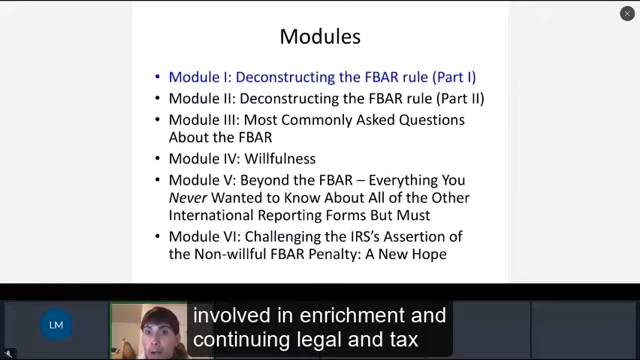 Modules
• Module I: Deconstructing the FBAR rule (Part I)
• Module II: Deconstructing the FBAR rule (Part II)
• Module III: Most Commonly Asked Questions
About the FBAR
• Module IV: Willfulness
• Module V: Beyond the FBAR – Everything You
Never Wanted to Know About All of the Other
International Reporting Forms But Must
• Module VI: Challenging the IRS's Assertion of
the Non-willful FBAR Penalty: A New Hope
LM
involved in enrichment and
continuing legal and tax